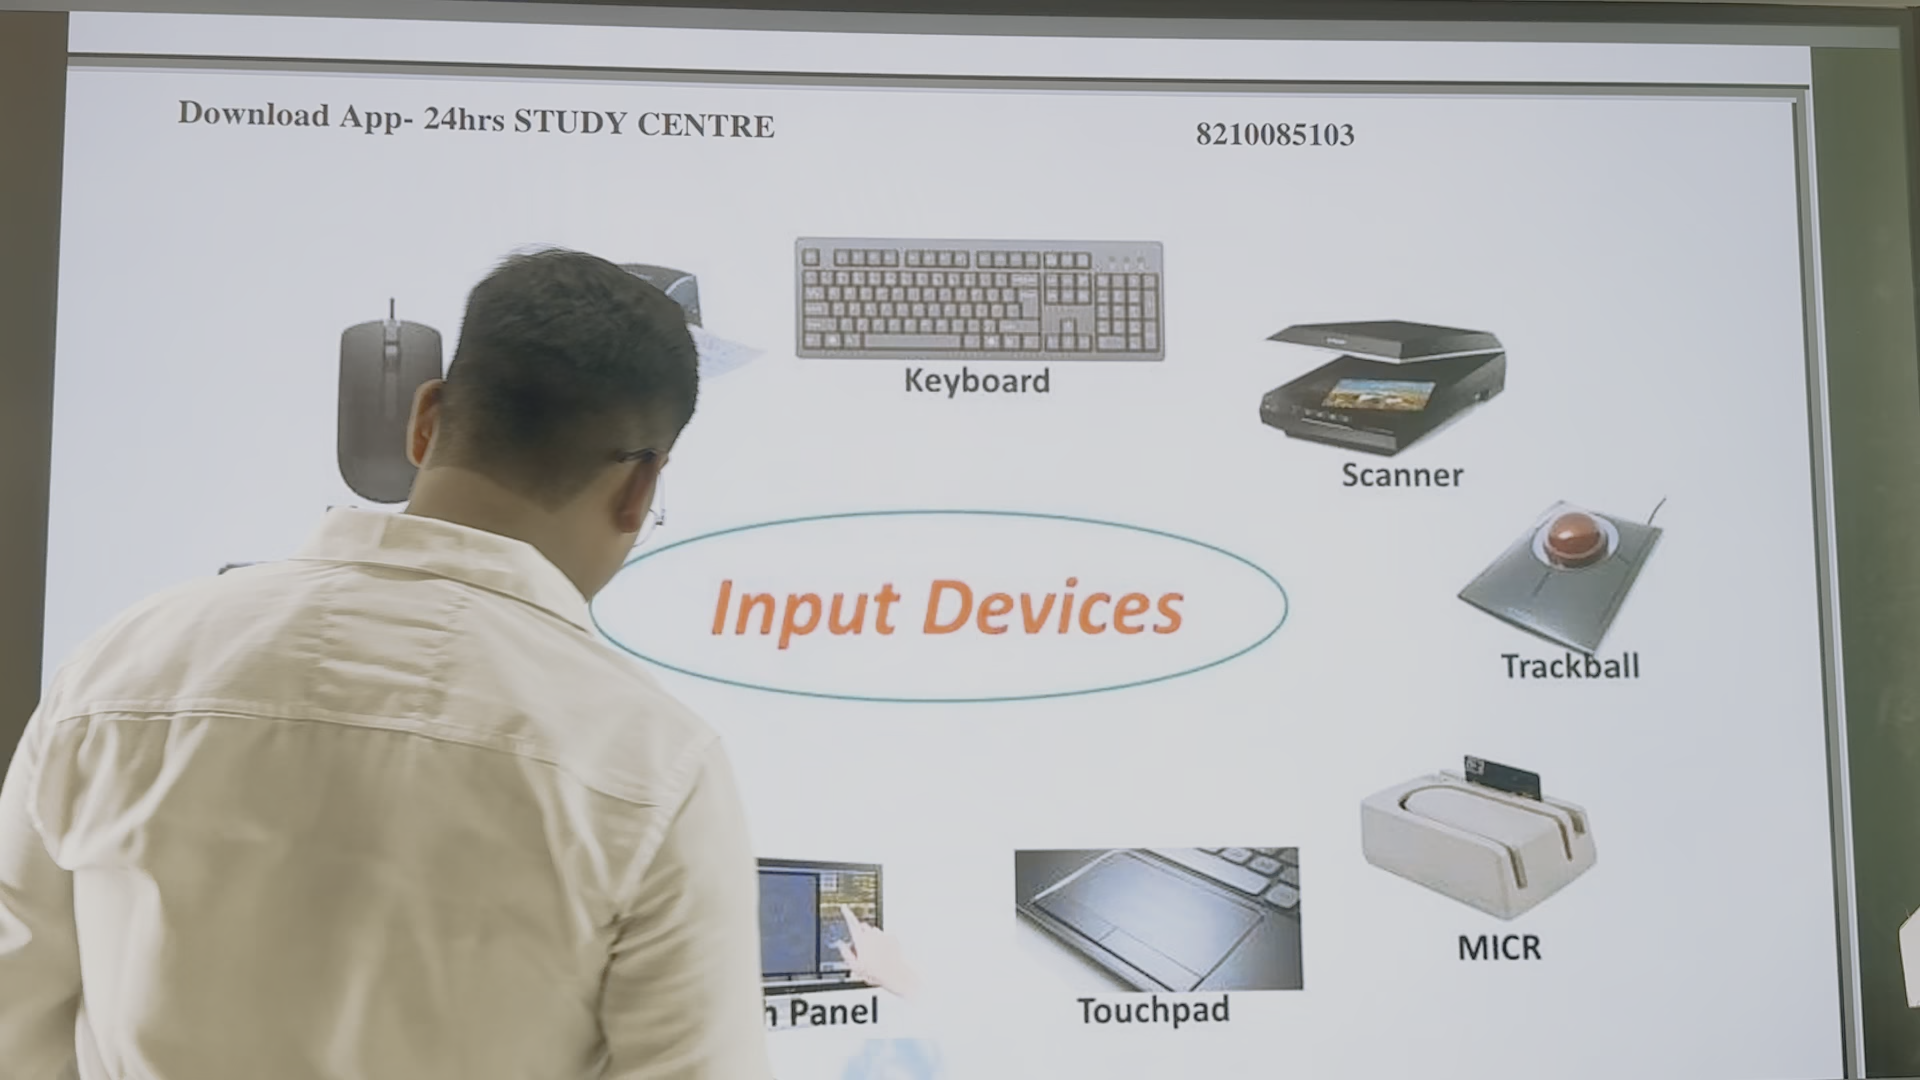 Download App- 24hrs STUDY CENTRE 8210085103
Keyboard
Scanner
Input Devices
Trackball
MICR
Panel
Touchpad